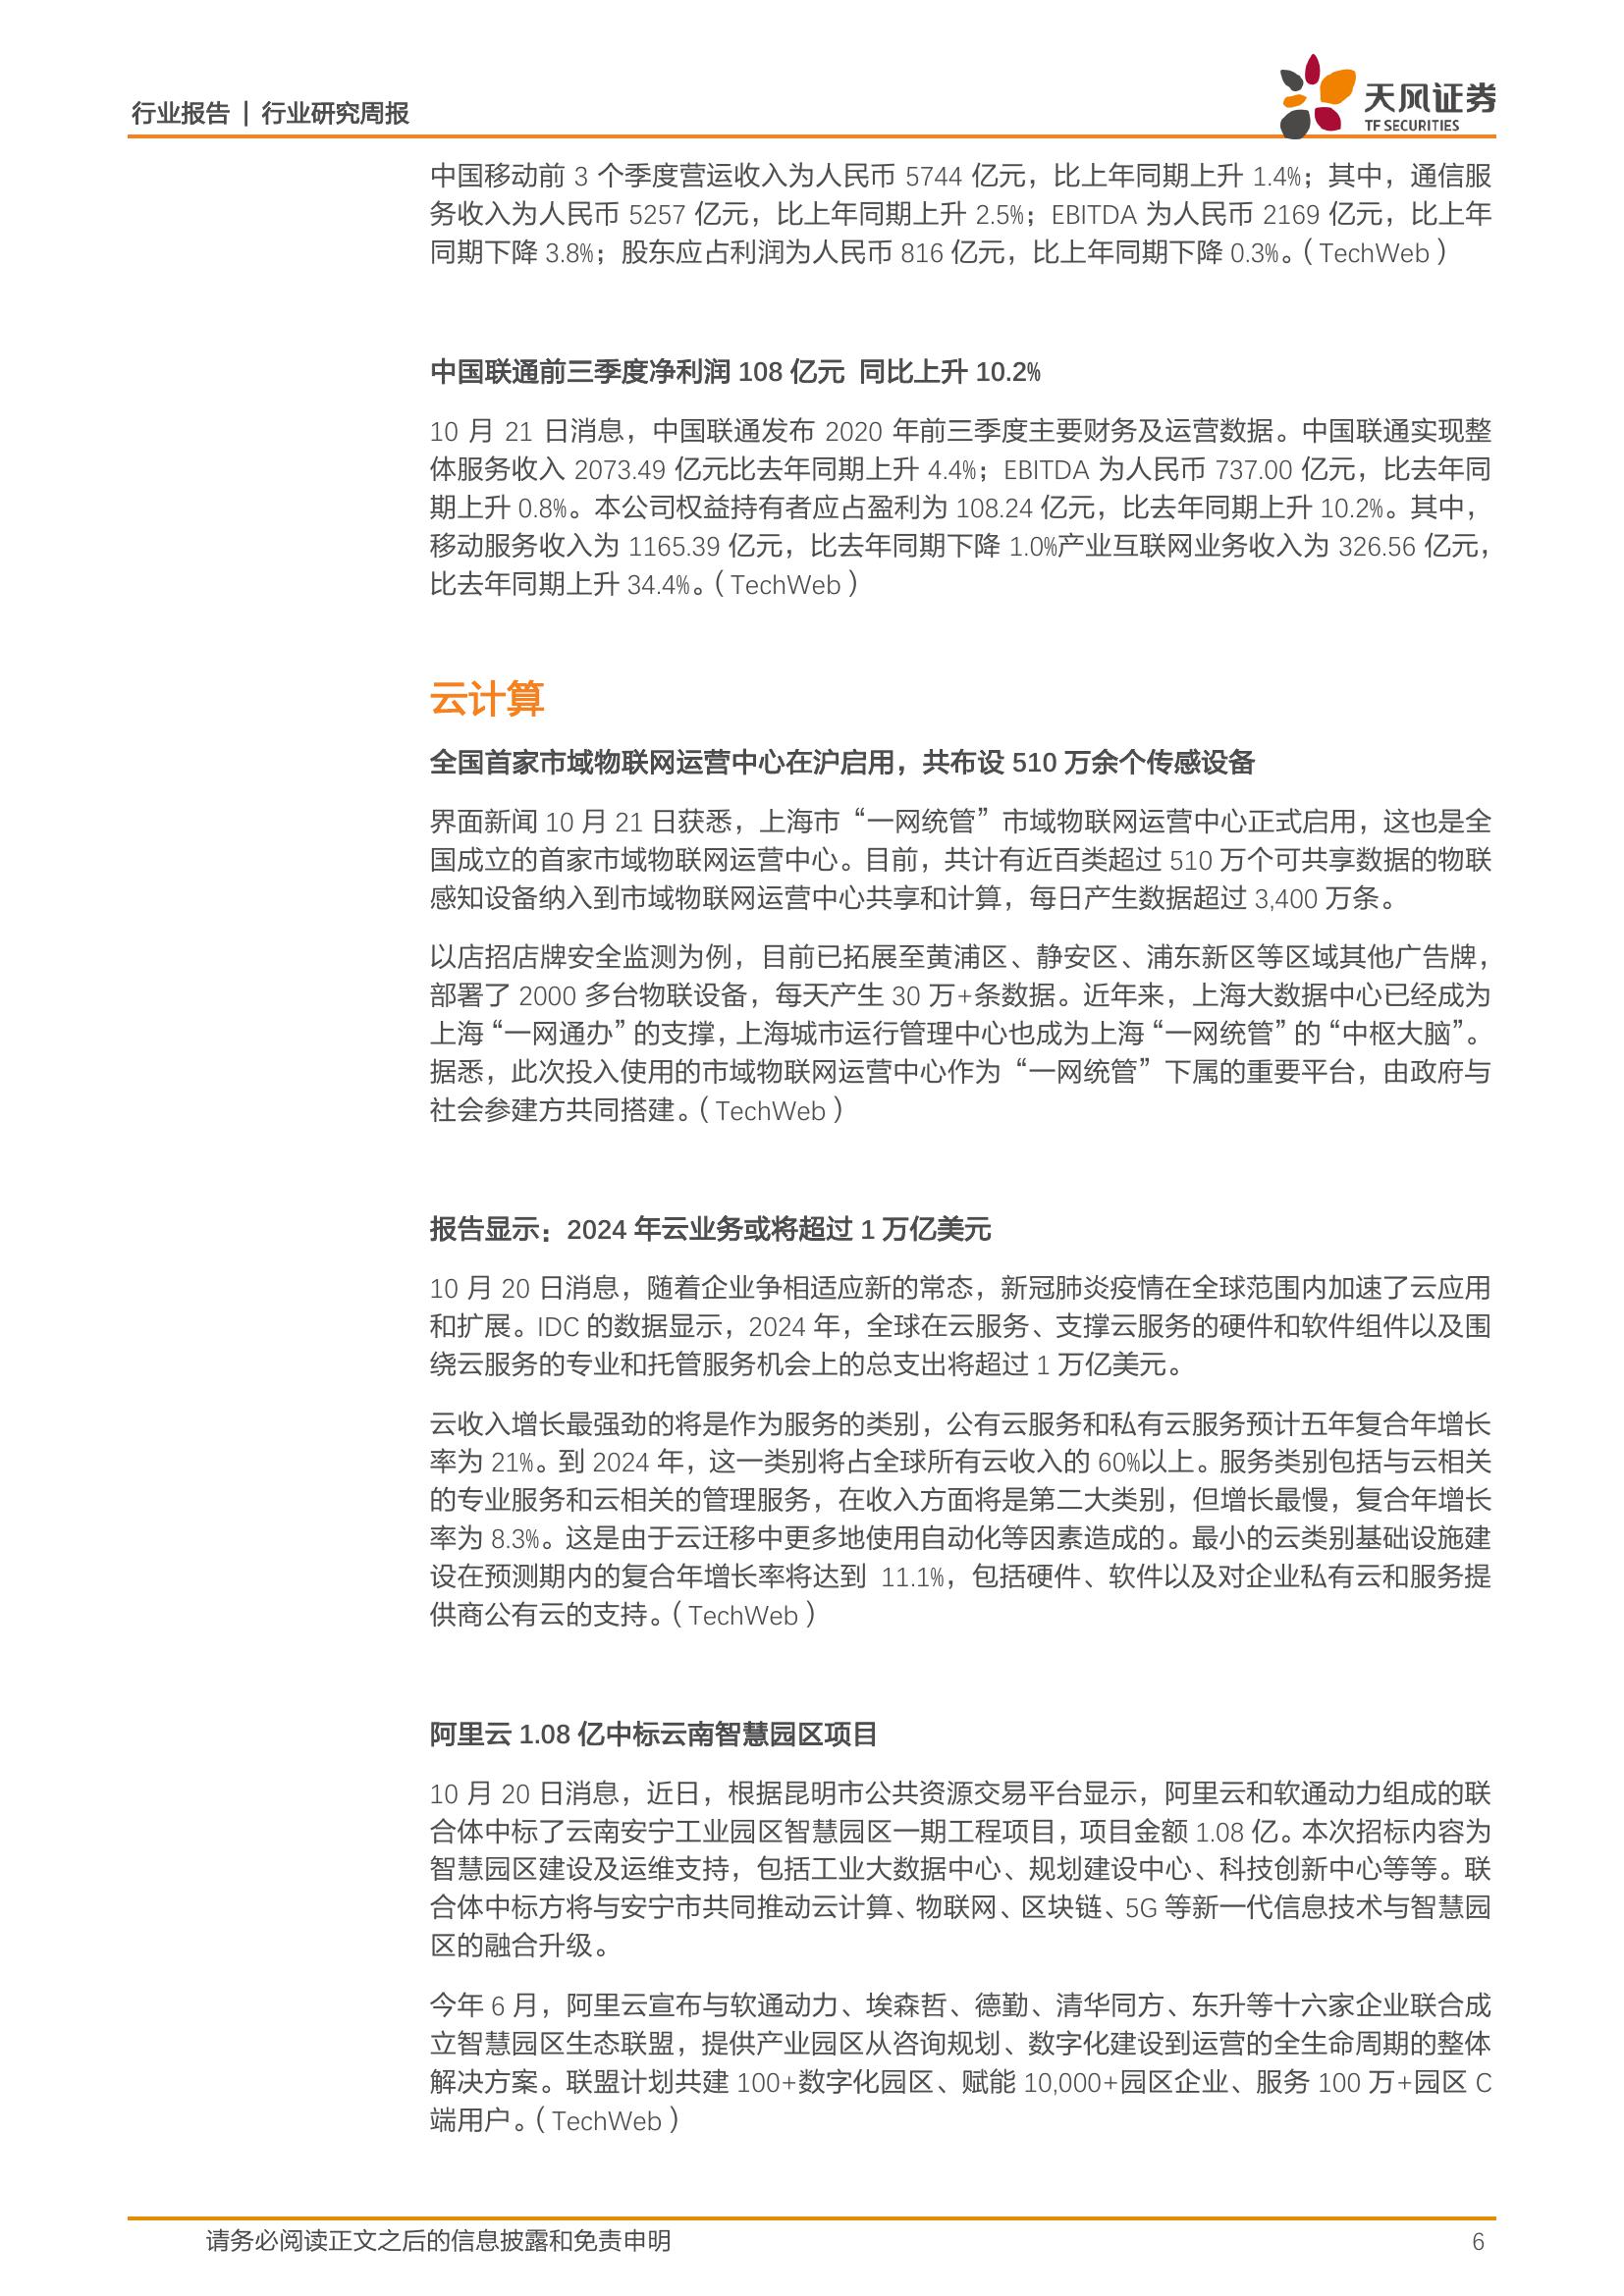 行业报告 | 行业研究周报
天风证券
TF SECURITIES
中国移动前 3 个季度营运收入为人民币 5744 亿元，比上年同期上升 1.4%；其中，通信服
务收入为人民币 5257 亿元，比上年同期上升 2.5%；EBITDA 为人民币 2169 亿元，比上年
同期下降 3.8%；股东应占利润为人民币 816 亿元，比上年同期下降 0.3%。（TechWeb）
中国联通前三季度净利润 108 亿元 同比上升 10.2%
10 月 21 日消息，中国联通发布 2020 年前三季度主要财务及运营数据。中国联通实现整
体服务收入 2073.49 亿元比去年同期上升 4.4%；EBITDA 为人民币 737.00 亿元，比去年同
期上升 0.8%。本公司权益持有者应占盈利为 108.24 亿元，比去年同期上升 10.2%。其中，
移动服务收入为 1165.39 亿元，比去年同期下降 1.0%产业互联网业务收入为 326.56 亿元，
比去年同期上升 34.4%。（TechWeb）
云计算
全国首家市域物联网运营中心在沪启用，共布设 510 万余个传感设备
界面新闻 10 月 21 日获悉，上海市“一网统管”市域物联网运营中心正式启用，这也是全
国成立的首家市域物联网运营中心。目前，共计有近百类超过 510 万个可共享数据的物联
感知设备纳入到市域物联网运营中心共享和计算，每日产生数据超过 3,400 万条。
以店招店牌安全监测为例，目前已拓展至黄浦区、静安区、浦东新区等区域其他广告牌，
部署了 2000 多台物联设备，每天产生 30 万+条数据。近年来，上海大数据中心已经成为
上海“一网通办”的支撑，上海城市运行管理中心也成为上海“一网统管”的“中枢大脑”。
据悉，此次投入使用的市域物联网运营中心作为“一网统管”下属的重要平台，由政府与
社会参建方共同搭建。（TechWeb）
报告显示：2024 年云业务或将超过 1 万亿美元
10 月 20 日消息，随着企业争相适应新的常态，新冠肺炎疫情在全球范围内加速了云应用
和扩展。IDC 的数据显示，2024 年，全球在云服务、支撑云服务的硬件和软件组件以及围
绕云服务的专业和托管服务机会上的总支出将超过 1 万亿美元。
云收入增长最强劲的将是作为服务的类别，公有云服务和私有云服务预计五年复合年增长
率为 21%。到 2024 年，这一类别将占全球所有云收入的 60%以上。服务类别包括与云相关
的专业服务和云相关的管理服务，在收入方面将是第二大类别，但增长最慢，复合年增长
率为 8.3%。这是由于云迁移中更多地使用自动化等因素造成的。最小的云类别基础设施建
设在预测期内的复合年增长率将达到 11.1%，包括硬件、软件以及对企业私有云和服务提
供商公有云的支持。（TechWeb）
阿里云 1.08 亿中标云南智慧园区项目
10 月 20 日消息，近日，根据昆明市公共资源交易平台显示，阿里云和软通动力组成的联
合体中标了云南安宁工业园区智慧园区一期工程项目，项目金额 1.08 亿。本次招标内容为
智慧园区建设及运维支持，包括工业大数据中心、规划建设中心、科技创新中心等等。联
合体中标方将与安宁市共同推动云计算、物联网、区块链、5G 等新一代信息技术与智慧园
区的融合升级。
今年 6 月，阿里云宣布与软通动力、埃森哲、德勤、清华同方、东升等十六家企业联合成
立智慧园区生态联盟，提供产业园区从咨询规划、数字化建设到运营的全生命周期的整体
解决方案。联盟计划共建 100+数字化园区、赋能 10,000+园区企业、服务 100 万+园区 C
端用户。（TechWeb）
请务必阅读正文之后的信息披露和免责申明
6